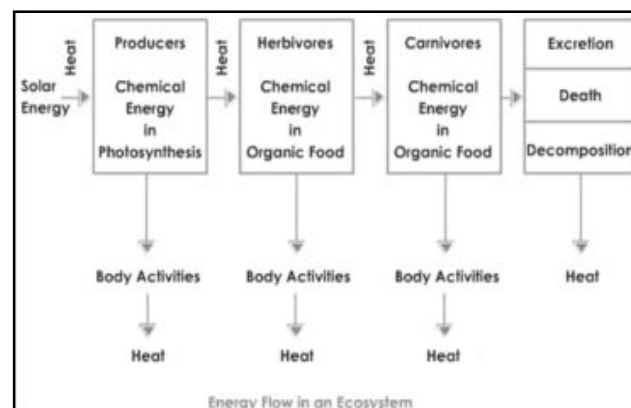 Heat
Solar
Energy
Producers
Chemical
Energy
in
Photosynthesis
Heat
Herbivores
Chemical
Energy
in
Organic Food
Heat
Carnivores
Chemical
Energy
in
Organic Food
Excretion
Death
Decomposition
Body Activities
Body Activities
Body Activities
Heat
Heat
Heat
Heat
Energy Flow in an Ecosystem